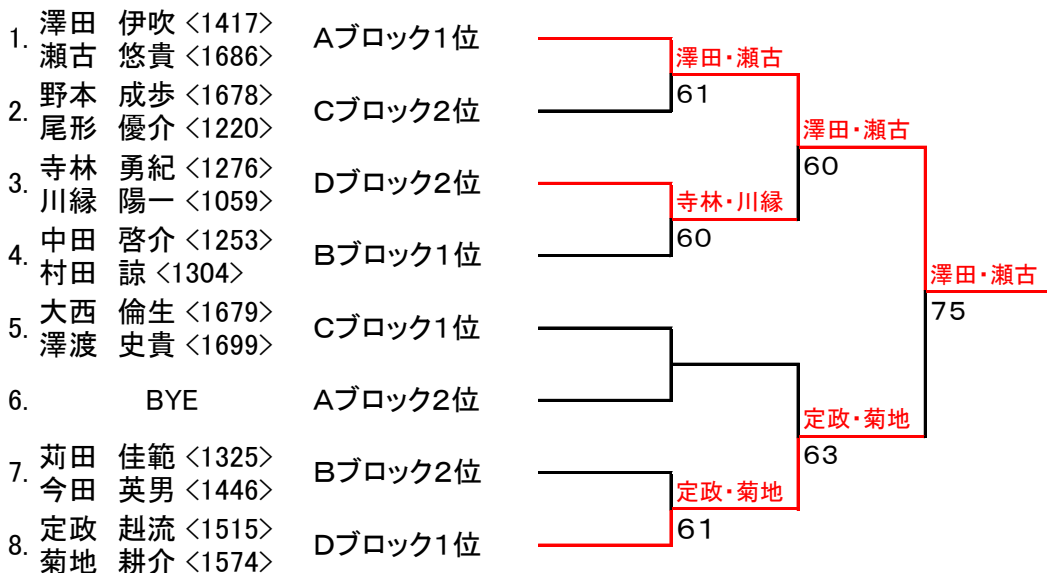 1. 澤田 伊吹 <1417>
瀬古 悠貴 <1686>
Aブロック1位
2. 野本 成歩 <1678>
尾形 優介 <1220>
Cブロック2位
3. 寺林 勇紀 <1276>
川縁 陽一 <1059>
Dブロック2位
4. 中田 啓介 <1253>
村田 諒 <1304>
Bブロック1位
5. 大西 倫生 <1679>
澤渡 史貴 <1699>
Cブロック1位
6. BYE
Aブロック2位
7. 苅田 佳範 <1325>
今田 英男 <1446>
Bブロック2位
8. 定政 赳流 <1515>
菊地 耕介 <1574>
Dブロック1位
澤田・瀬古
61
寺林・川縁
60
定政・菊地
61
澤田・瀬古
60
定政・菊地
63
澤田・瀬古
75